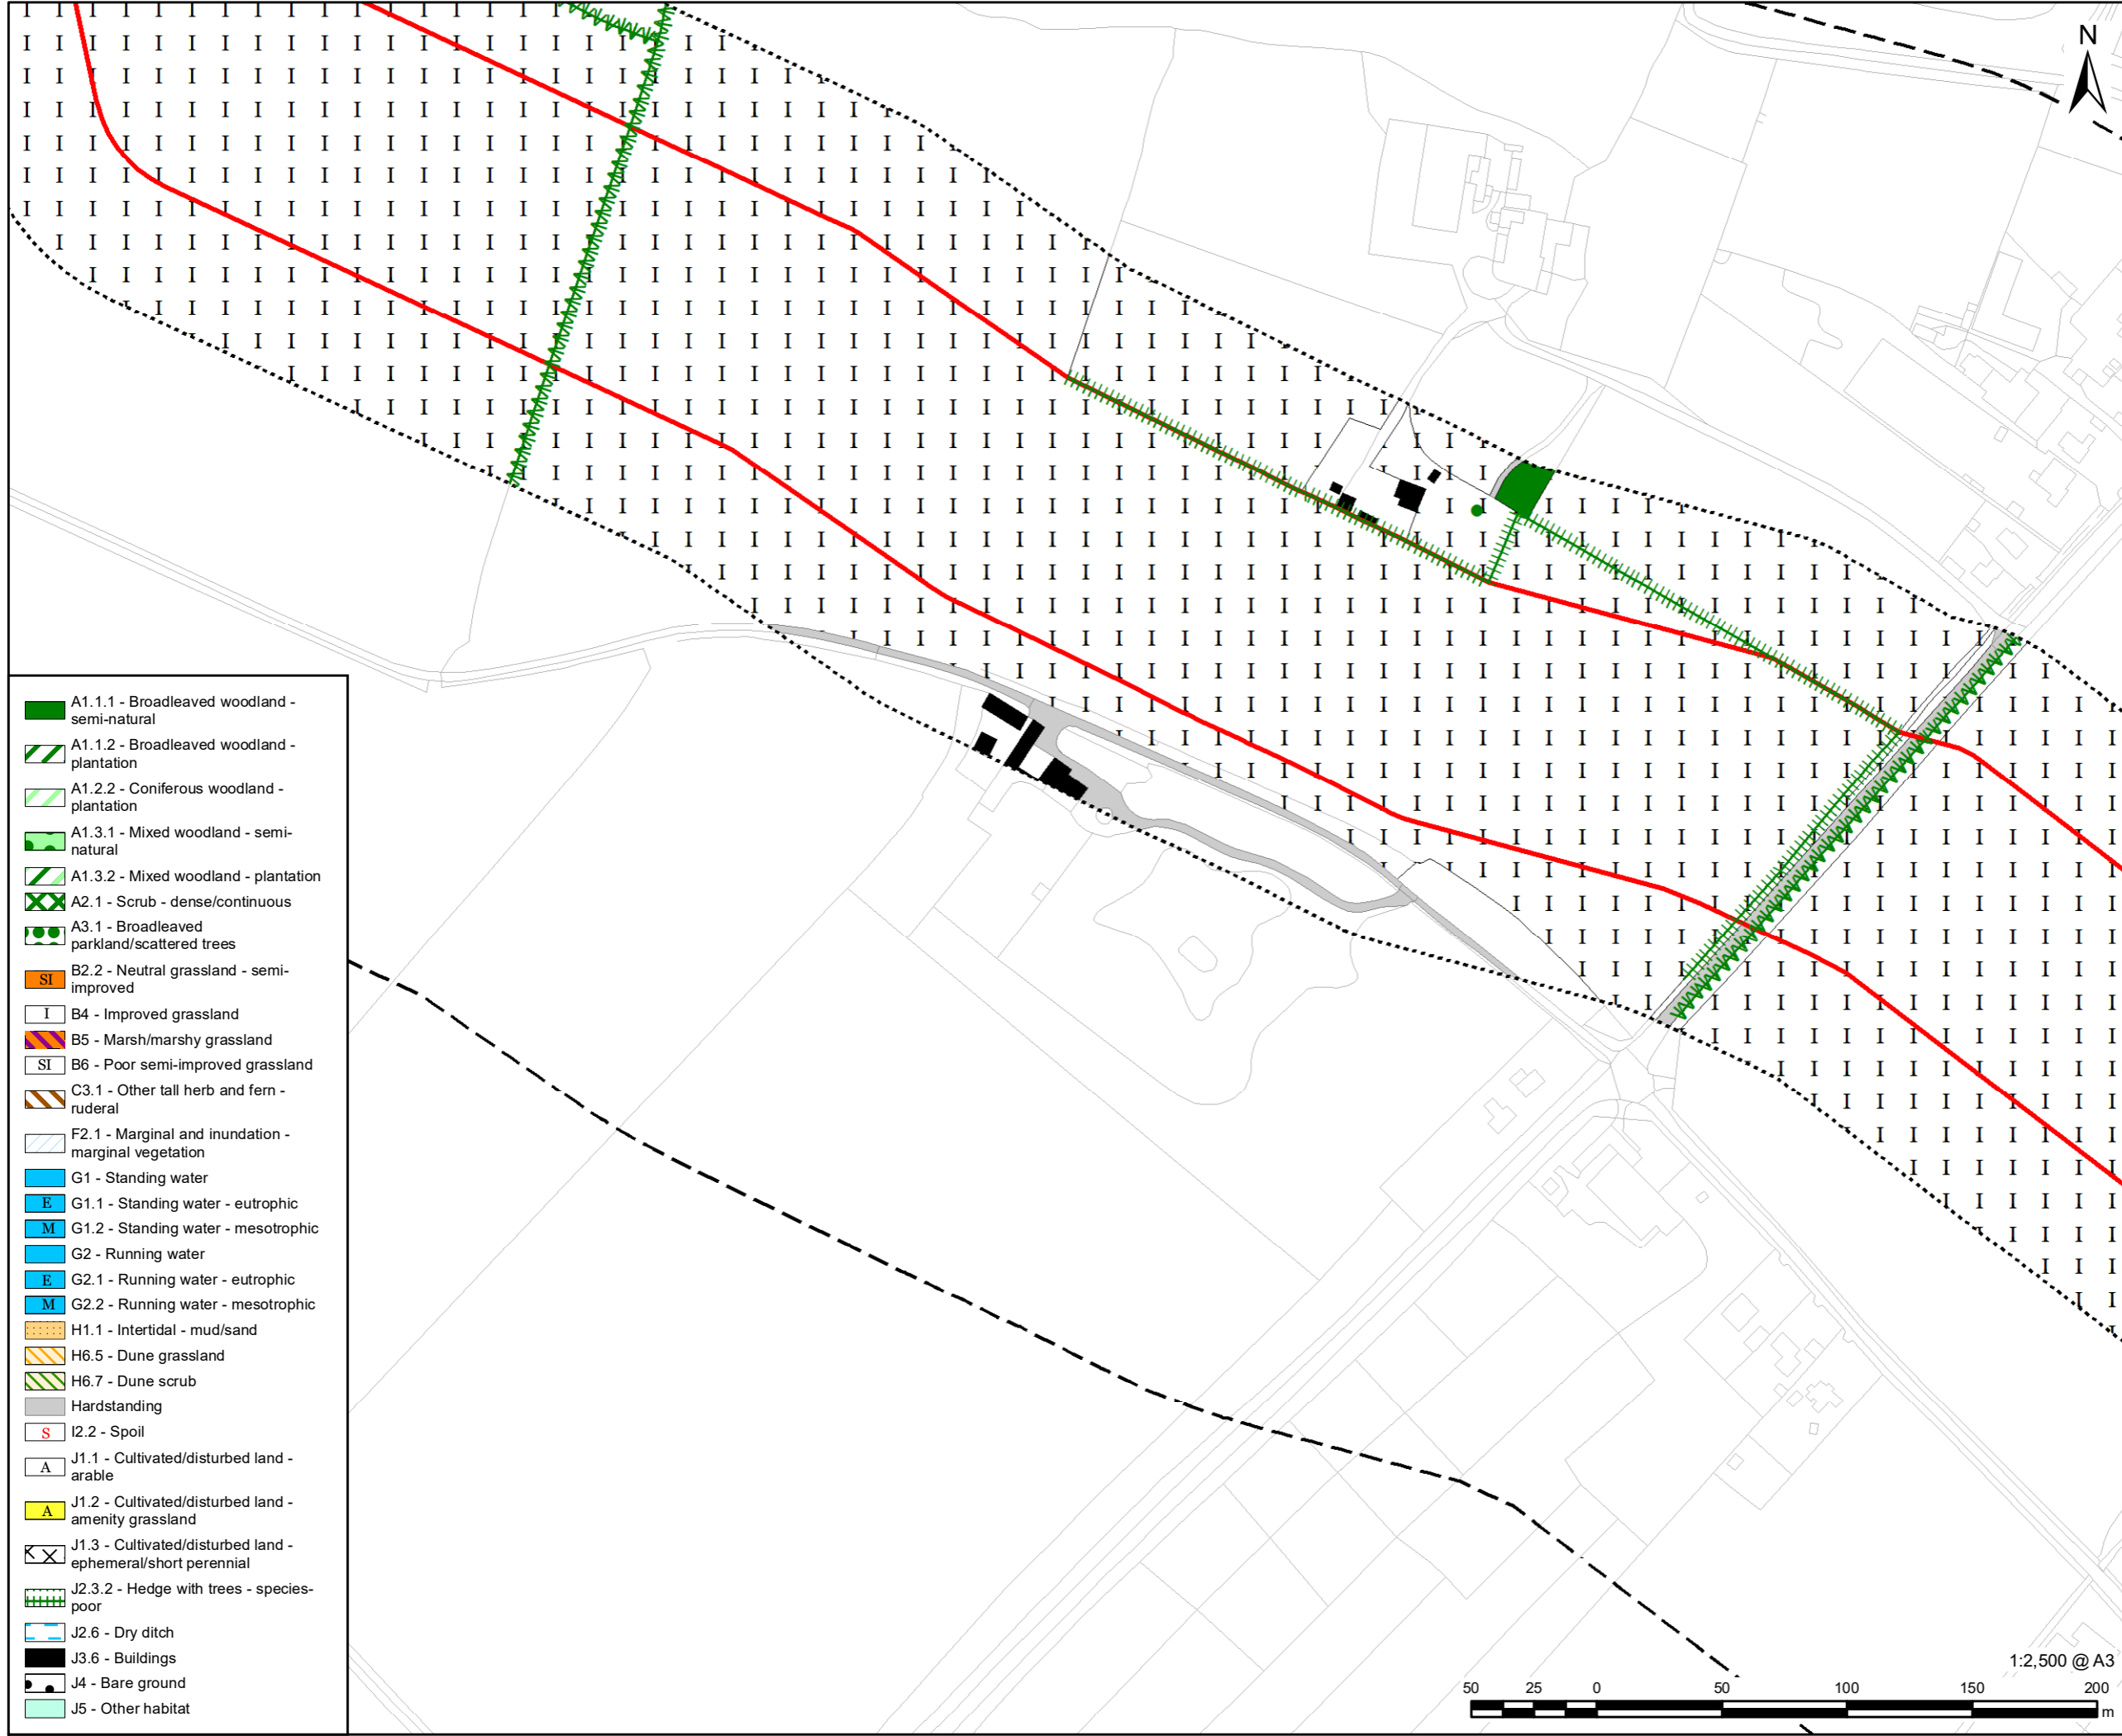 N
A1.1.1 - Broadleaved woodland -
semi-natural
A1.1.2 - Broadleaved woodland -
plantation
A1.2.2 - Coniferous woodland -
plantation
A1.3.1 - Mixed woodland - semi-
natural
A1.3.2 - Mixed woodland - plantation
A2.1 - Scrub - dense/continuous
A3.1 - Broadleaved
parkland/scattered trees
SI B2.2 - Neutral grassland - semi-
improved
I B4 - Improved grassland
B5 - Marsh/marshy grassland
SI B6 - Poor semi-improved grassland
C3.1 - Other tall herb and fern -
ruderal
F2.1 - Marginal and inundation -
marginal vegetation
G1 - Standing water
E G1.1 - Standing water - eutrophic
M G1.2 - Standing water - mesotrophic
G2 - Running water
E G2.1 - Running water - eutrophic
M G2.2 - Running water - mesotrophic
H1.1 - Intertidal - mud/sand
H6.5 - Dune grassland
H6.7 - Dune scrub
Hardstanding
S I2.2 - Spoil
A J1.1 - Cultivated/disturbed land -
arable
A J1.2 - Cultivated/disturbed land -
amenity grassland
J1.3 - Cultivated/disturbed land -
ephemeral/short perennial
J2.3.2 - Hedge with trees - species-
poor
J2.6 - Dry ditch
J3.6 - Buildings
J4 - Bare ground
J5 - Other habitat
1:2,500 @ A3
50 25 0 50 100 150 200
m